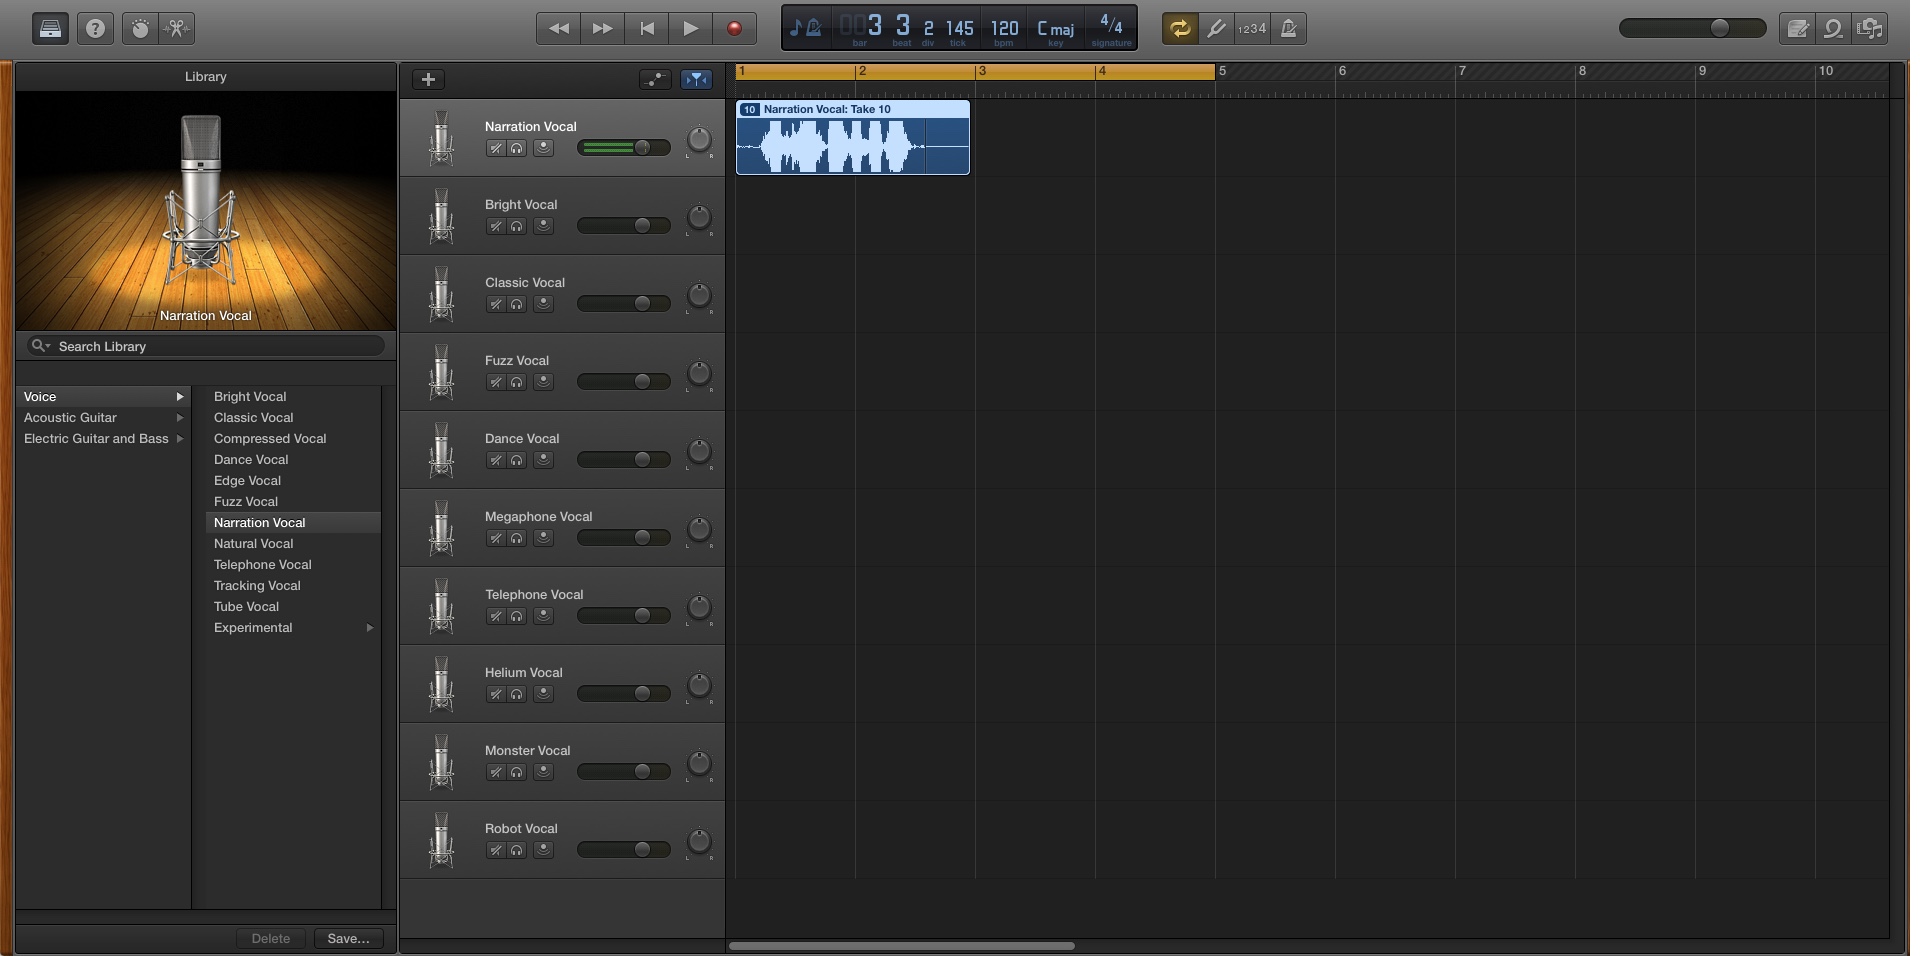 1234
3 3 2 145 120 C maj 4/4
bar beat div tick bpm key signature
Library
Narration Vocal
Search Library
Voice
Acoustic Guitar
Electric Guitar and Bass
Bright Vocal
Classic Vocal
Compressed Vocal
Dance Vocal
Edge Vocal
Fuzz Vocal
Narration Vocal
Natural Vocal
Telephone Vocal
Tracking Vocal
Tube Vocal
Experimental
Delete Save...
1 2 3 4 5 6 7 8 9 10
Narration Vocal
L R
10 Narration Vocal: Take 10
Bright Vocal
L R
Classic Vocal
L R
Fuzz Vocal
L R
Dance Vocal
L R
Megaphone Vocal
L R
Telephone Vocal
L R
Helium Vocal
L R
Monster Vocal
L R
Robot Vocal
L R